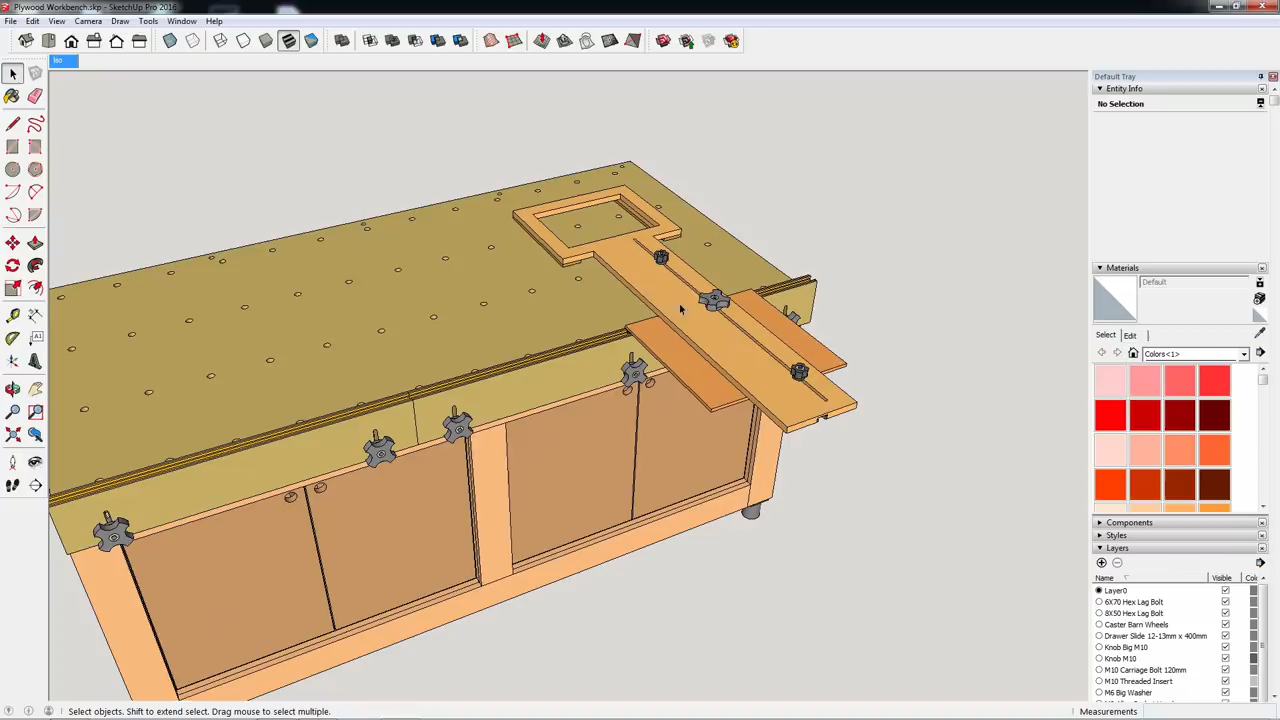 Plywood Workbench.skp - SketchUp Pro 2016
File Edit View Camera Draw Tools Window Help
Iso
Default Tray
Entity Info
No Selection
Materials
Default
Select Edit
Colors<1>
Components
Styles
Layers
Name Visible Col
Layer0
6X70 Hex Lag Bolt
8X50 Hex Lag Bolt
Caster Barn Wheels
Drawer Slide 12-13mm x 400mm
Knob Big M10
Knob M10
M10 Carriage Bolt 120mm
M10 Threaded Insert
M6 Big Washer
Select objects. Shift to extend select. Drag mouse to select multiple.
Measurements